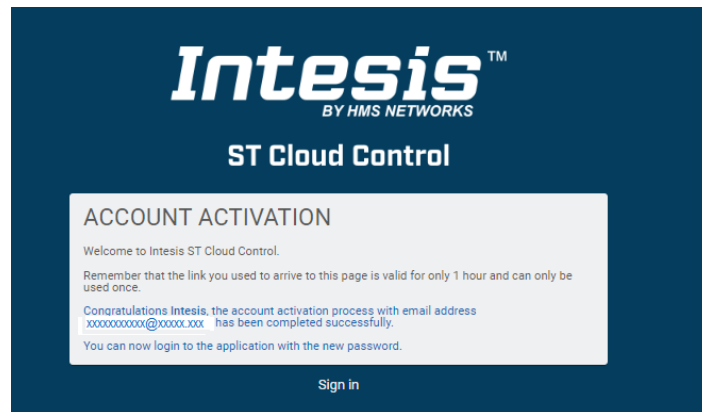 Intesis™
BY HMS NETWORKS
ST Cloud Control
ACCOUNT ACTIVATION
Welcome to Intesis ST Cloud Control.
Remember that the link you used to arrive to this page is valid for only 1 hour and can only be
used once.
Congratulations Intesis, the account activation process with email address
xxxxxxxxxxx@xxxxx.xxx has been completed successfully.
You can now login to the application with the new password.
Sign in